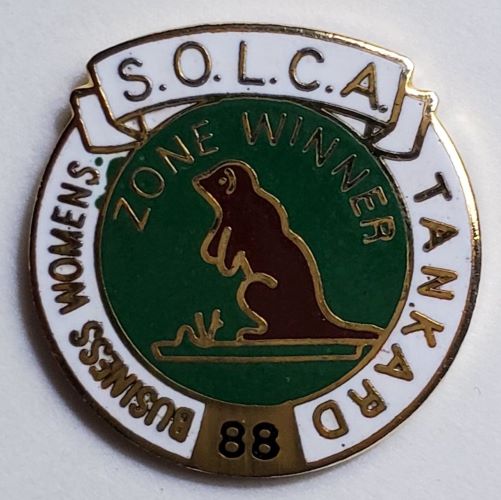 S.O.L.C.A.
ZONE WINNER
BUSINESS WOMENS
TANKARD
88